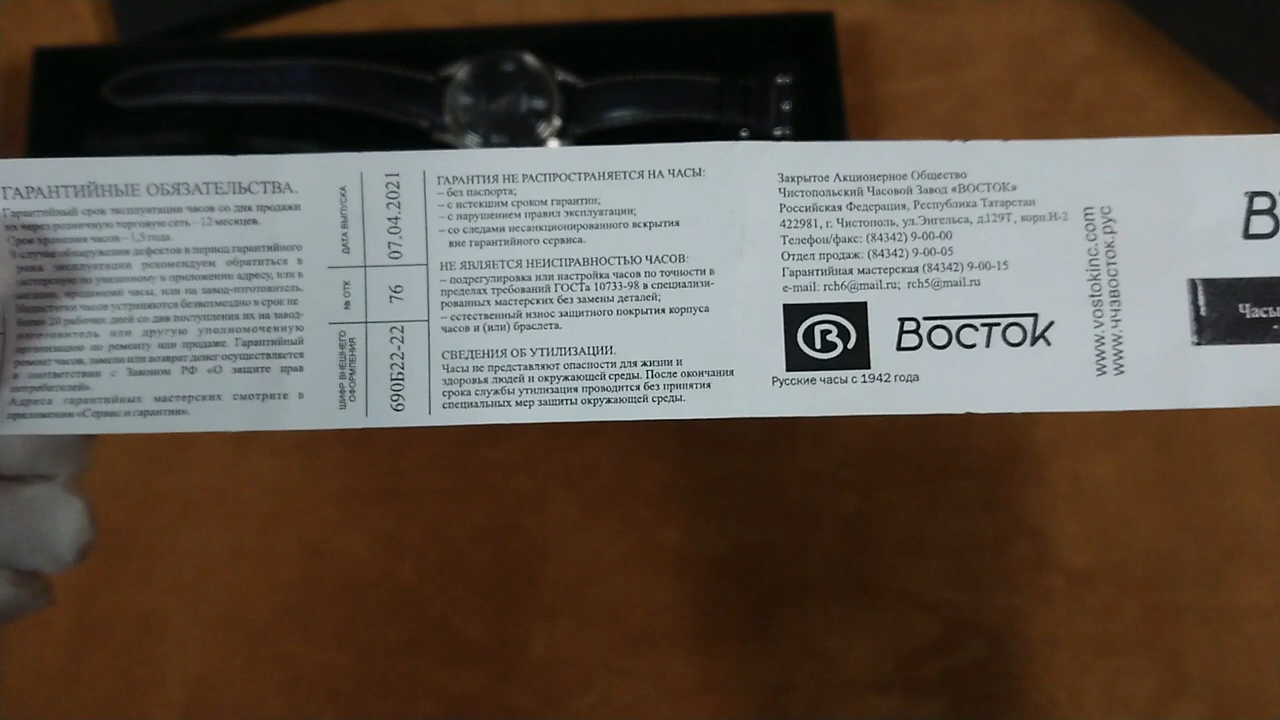 ГАРАНТИЙНЫЕ ОБЯЗАТЕЛЬСТВА.
Гарантийный срок эксплуатации часов со дня продажи
их через розничную торговую сеть - 12 месяцев.
Срок хранения часов – 1,5 года.
В случае обнаружения дефектов в период гарантийного
срока эксплуатации рекомендуем обратиться в
мастерскую по указанному в приложении адресу, или в
магазин, продавший часы, или на завод-изготовитель.
Недостатки часов устраняются безвозмездно в срок не
более 20 рабочих дней со дня поступления их на завод-
изготовитель или другую уполномоченную
организацию по ремонту или продаже. Гарантийный
ремонт часов, замена или возврат денег осуществляется
в соответствии с Законом РФ «О защите прав
потребителей».
Адреса гарантийных мастерских смотрите в
приложении «Сервис и гарантии».
ДАТА ВЫПУСКА
07.04.2021
№ ОТК
76
ШИФР ВНЕШНЕГО
ОФОРМЛЕНИЯ
690Б22-22
ГАРАНТИЯ НЕ РАСПРОСТРАНЯЕТСЯ НА ЧАСЫ:
– без паспорта;
– с истекшим сроком гарантии;
– с нарушением правил эксплуатации;
– со следами несанкционированного вскрытия
вне гарантийного сервиса.
НЕ ЯВЛЯЕТСЯ НЕИСПРАВНОСТЬЮ ЧАСОВ:
– подрегулировка или настройка часов по точности в
пределах требований ГОСТа 10733-98 в специализи-
рованных мастерских без замены деталей;
– естественный износ защитного покрытия корпуса
часов и (или) браслета.
СВЕДЕНИЯ ОБ УТИЛИЗАЦИИ.
Часы не представляют опасности для жизни и
здоровья людей и окружающей среды. После окончания
срока службы утилизация проводится без принятия
специальных мер защиты окружающей среды.
Закрытое Акционерное Общество
Чистопольский Часовой Завод «ВОСТОК»
Российская Федерация, Республика Татарстан
422981, г. Чистополь, ул.Энгельса, д.129Т, корп.И-2
Телефон/факс: (84342) 9-00-00
Отдел продаж: (84342) 9-00-05
Гарантийная мастерская (84342) 9-00-15
e-mail: rch6@mail.ru; rch5@mail.ru
ВОСТОК
Русские часы с 1942 года
www.vostokinc.com
www.ччзвосток.рус
В
Часы